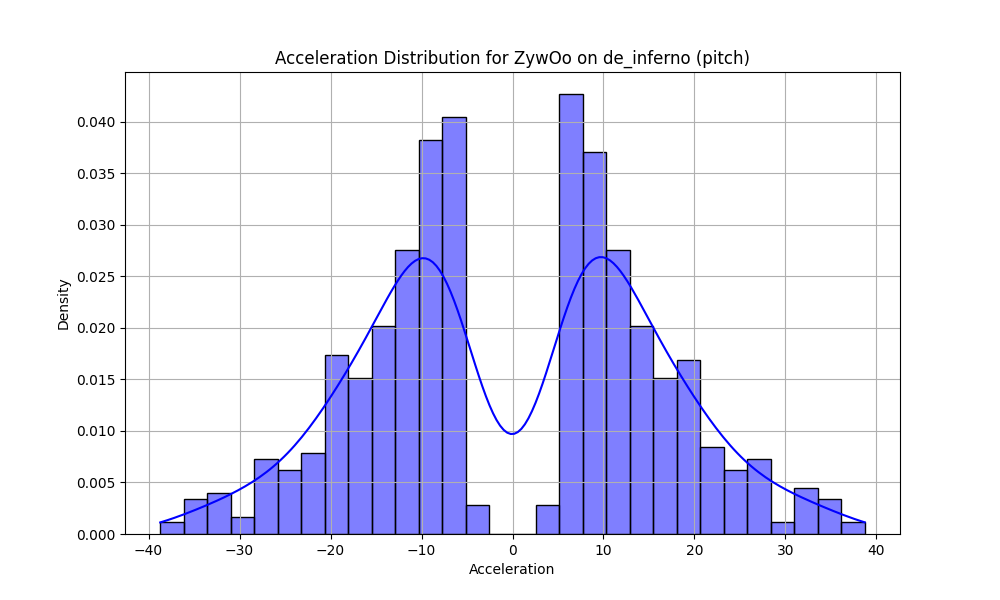 Acceleration Distribution for ZywOo on de_inferno (pitch)
0.040
0.035
0.030
0.025
0.020
0.015
0.010
0.005
0.000
Density
−40 −30 −20 −10 0 10 20 30 40
Acceleration